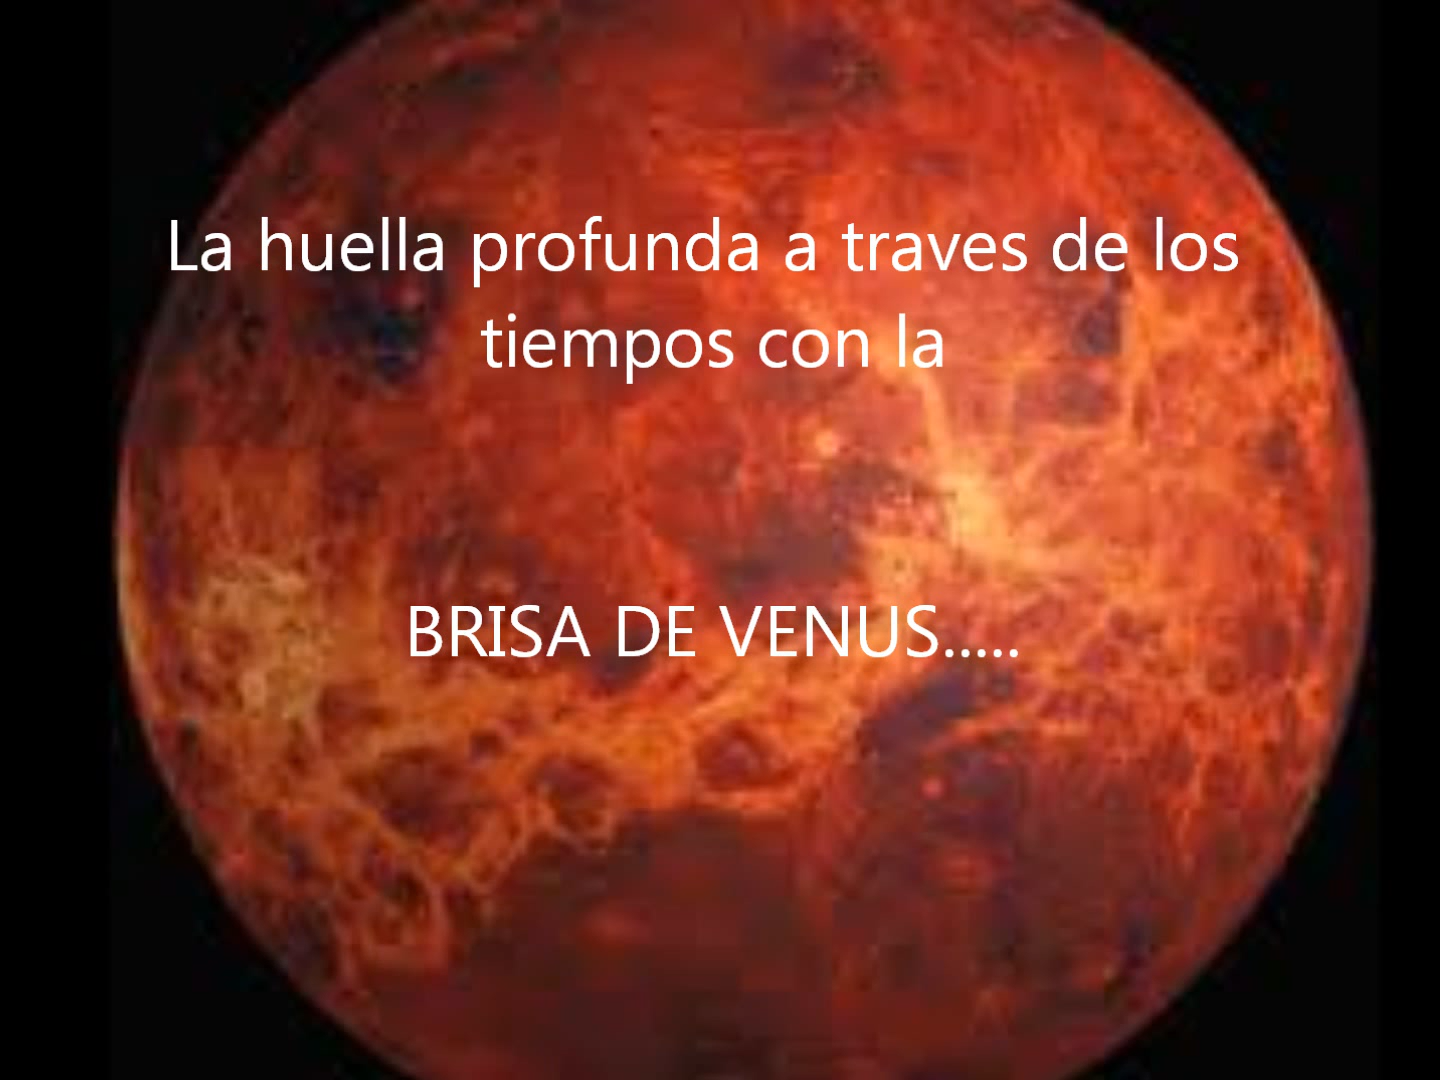 La huella profunda a traves de los
tiempos con la
BRISA DE VENUS.....